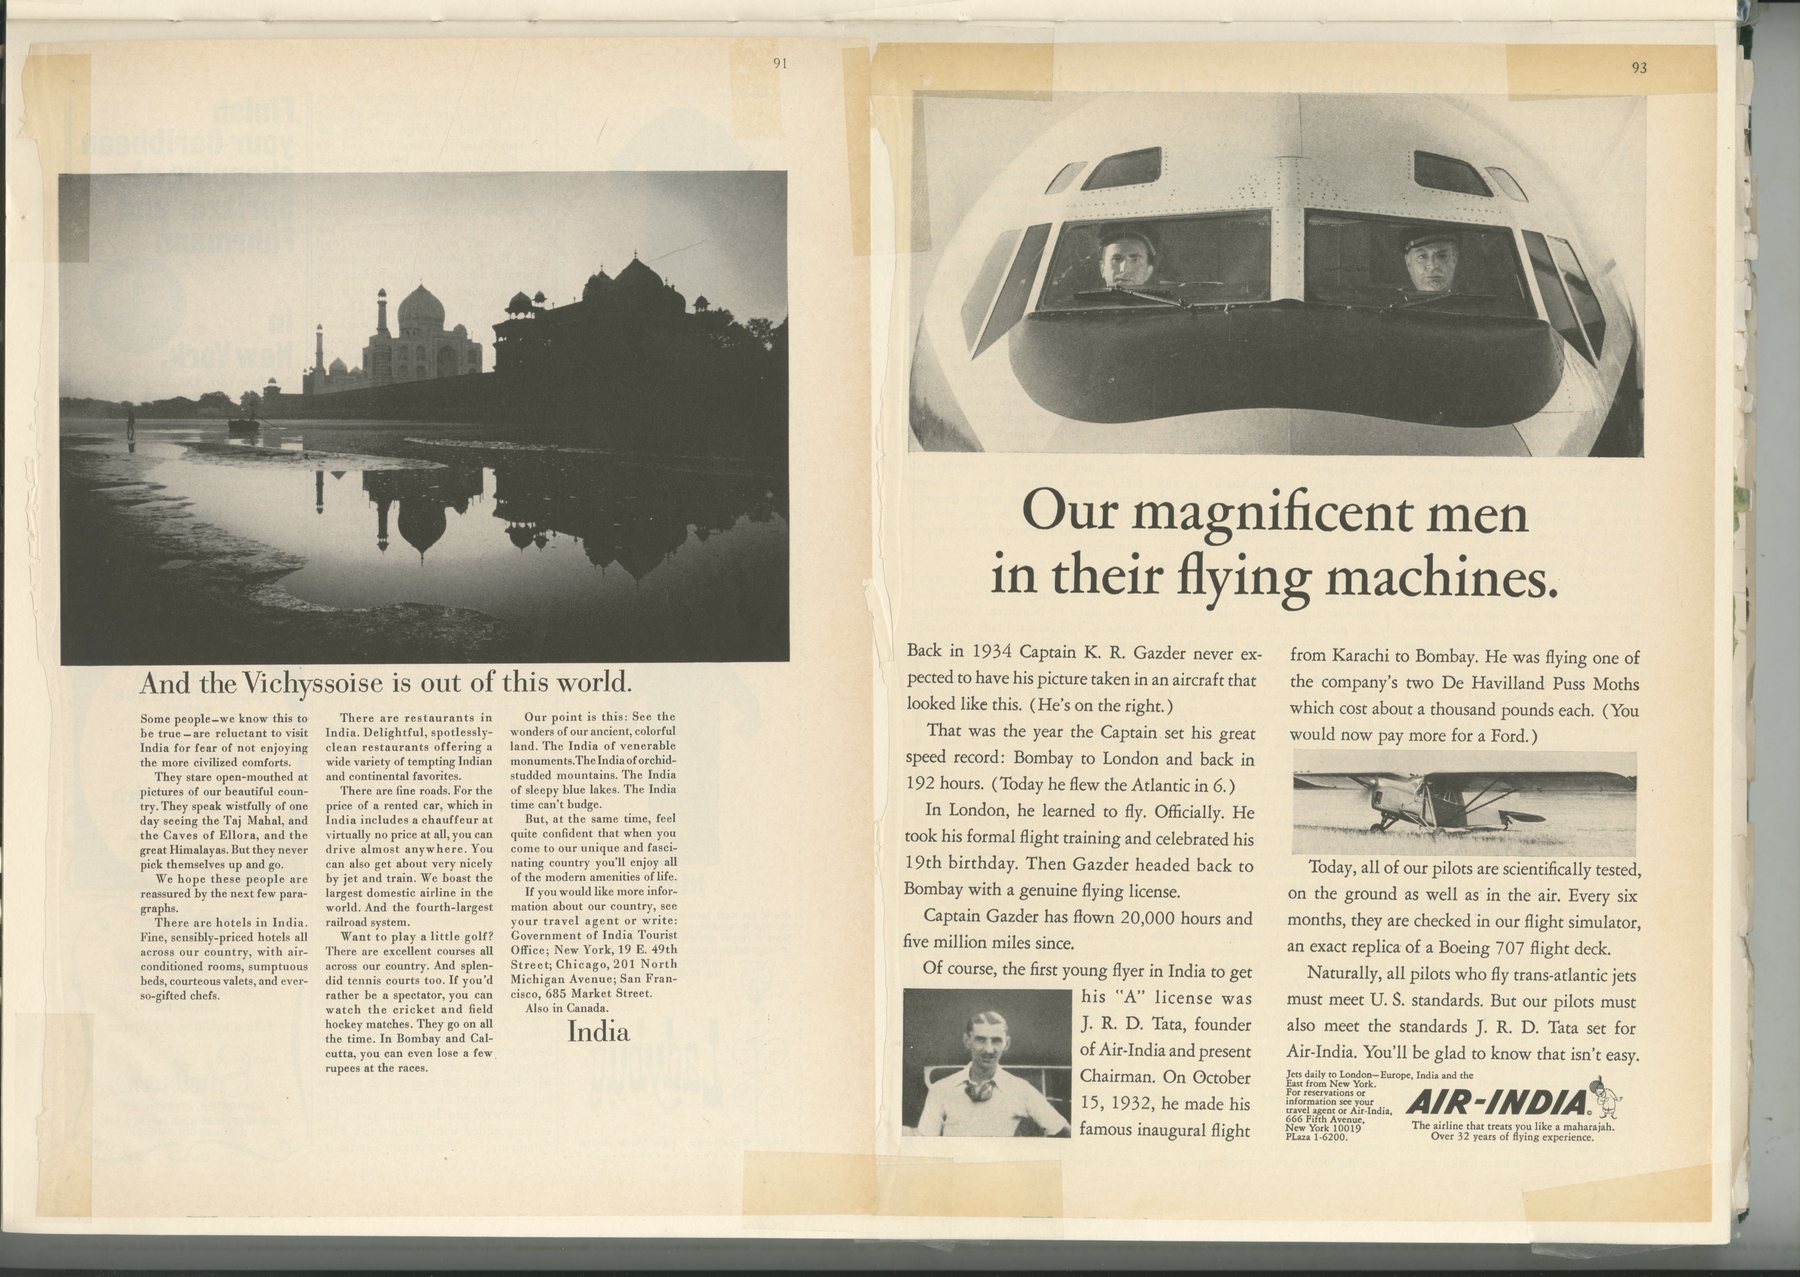 91
And the Vichyssoise is out of this world.
Some people—we know this to
be true—are reluctant to visit
India for fear of not enjoying
the more civilized comforts.
They stare open-mouthed at
pictures of our beautiful coun-
try. They speak wistfully of one
day seeing the Taj Mahal, and
the Caves of Ellora, and the
great Himalayas. But they never
pick themselves up and go.
We hope these people are
reassured by the next few para-
graphs.
There are hotels in India.
Fine, sensibly-priced hotels all
across our country, with air-
conditioned rooms, sumptuous
beds, courteous valets, and ever-
so-gifted chefs.
There are restaurants in
India. Delightful, spotlessly-
clean restaurants offering a
wide variety of tempting Indian
and continental favorites.
There are fine roads. For the
price of a rented car, which in
India includes a chauffeur at
virtually no price at all, you can
drive almost anywhere. You
can also get about very nicely
by jet and train. We boast the
largest domestic airline in the
world. And the fourth-largest
railroad system.
Want to play a little golf?
There are excellent courses all
across our country. And splen-
did tennis courts too. If you'd
rather be a spectator, you can
watch the cricket and field
hockey matches. They go on all
the time. In Bombay and Cal-
cutta, you can even lose a few
rupees at the races.
Our point is this: See the
wonders of our ancient, colorful
land. The India of venerable
monuments. The India of orchid-
studded mountains. The India
of sleepy blue lakes. The India
time can't budge.
But, at the same time, feel
quite confident that when you
come to our unique and fasci-
nating country you'll enjoy all
of the modern amenities of life.
If you would like more infor-
mation about our country, see
your travel agent or write:
Government of India Tourist
Office; New York, 19 E. 49th
Street; Chicago, 201 North
Michigan Avenue; San Fran-
cisco, 685 Market Street.
Also in Canada.
India
93
Our magnificent men
in their flying machines.
Back in 1934 Captain K. R. Gazder never ex-
pected to have his picture taken in an aircraft that
looked like this. (He's on the right.)
That was the year the Captain set his great
speed record: Bombay to London and back in
192 hours. (Today he flew the Atlantic in 6.)
In London, he learned to fly. Officially. He
took his formal flight training and celebrated his
19th birthday. Then Gazder headed back to
Bombay with a genuine flying license.
Captain Gazder has flown 20,000 hours and
five million miles since.
Of course, the first young flyer in India to get
his "A" license was
J. R. D. Tata, founder
of Air-India and present
Chairman. On October
15, 1932, he made his
famous inaugural flight
from Karachi to Bombay. He was flying one of
the company's two De Havilland Puss Moths
which cost about a thousand pounds each. (You
would now pay more for a Ford.)
Today, all of our pilots are scientifically tested,
on the ground as well as in the air. Every six
months, they are checked in our flight simulator,
an exact replica of a Boeing 707 flight deck.
Naturally, all pilots who fly trans-atlantic jets
must meet U. S. standards. But our pilots must
also meet the standards J. R. D. Tata set for
Air-India. You'll be glad to know that isn't easy.
Jets daily to London—Europe, India and the
East from New York.
For reservations or
information see your
travel agent or Air-India,
666 Fifth Avenue,
New York 10019
PLaza 1-6200.
AIR-INDIA
The airline that treats you like a maharajah.
Over 32 years of flying experience.